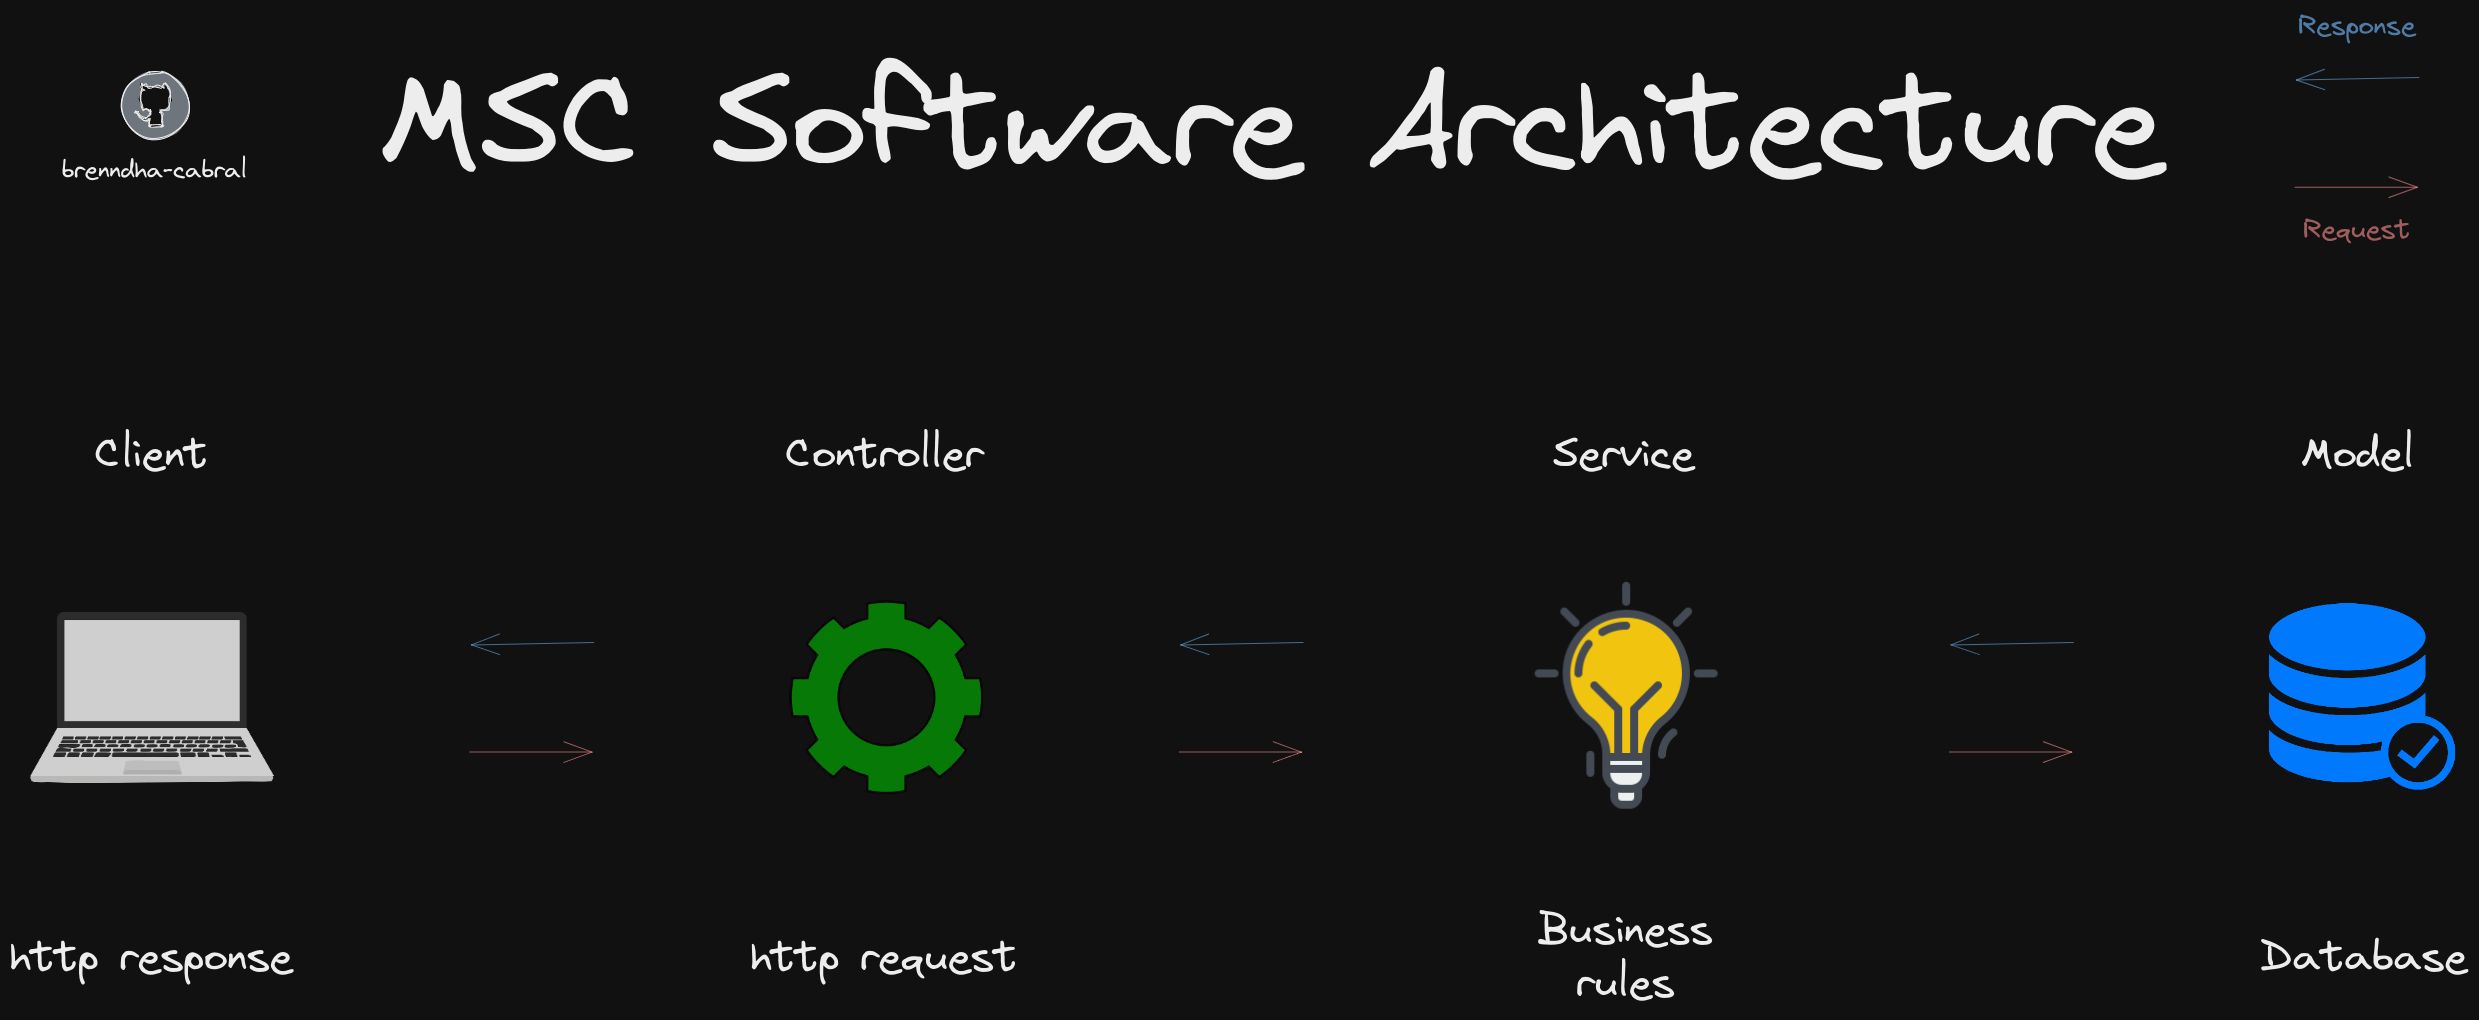 Response
MSC Software Architecture
brenndha-cabral
Request
Client
Controller
Service
Model
http response
http request
Business
rules
Database